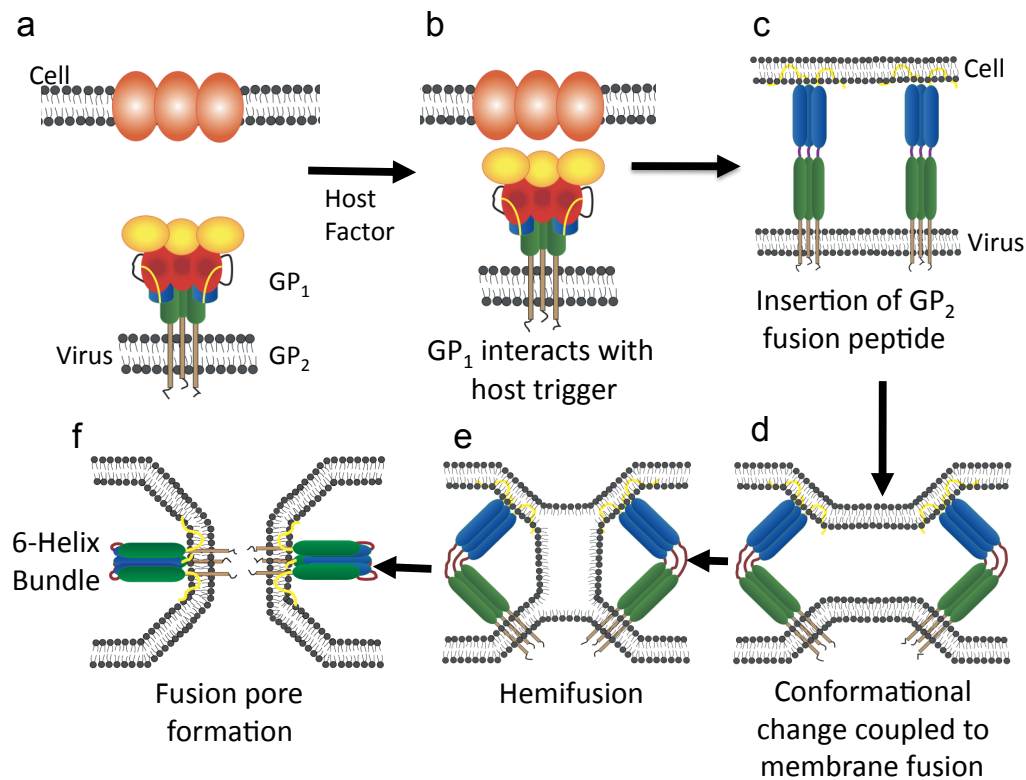 a
Cell
Host
Factor
GP₁
Virus
GP₂
b
GP₁ interacts with
host trigger
c
Cell
Virus
Insertion of GP₂
fusion peptide
d
Conformational
change coupled to
membrane fusion
e
Hemifusion
f
6-Helix
Bundle
Fusion pore
formation